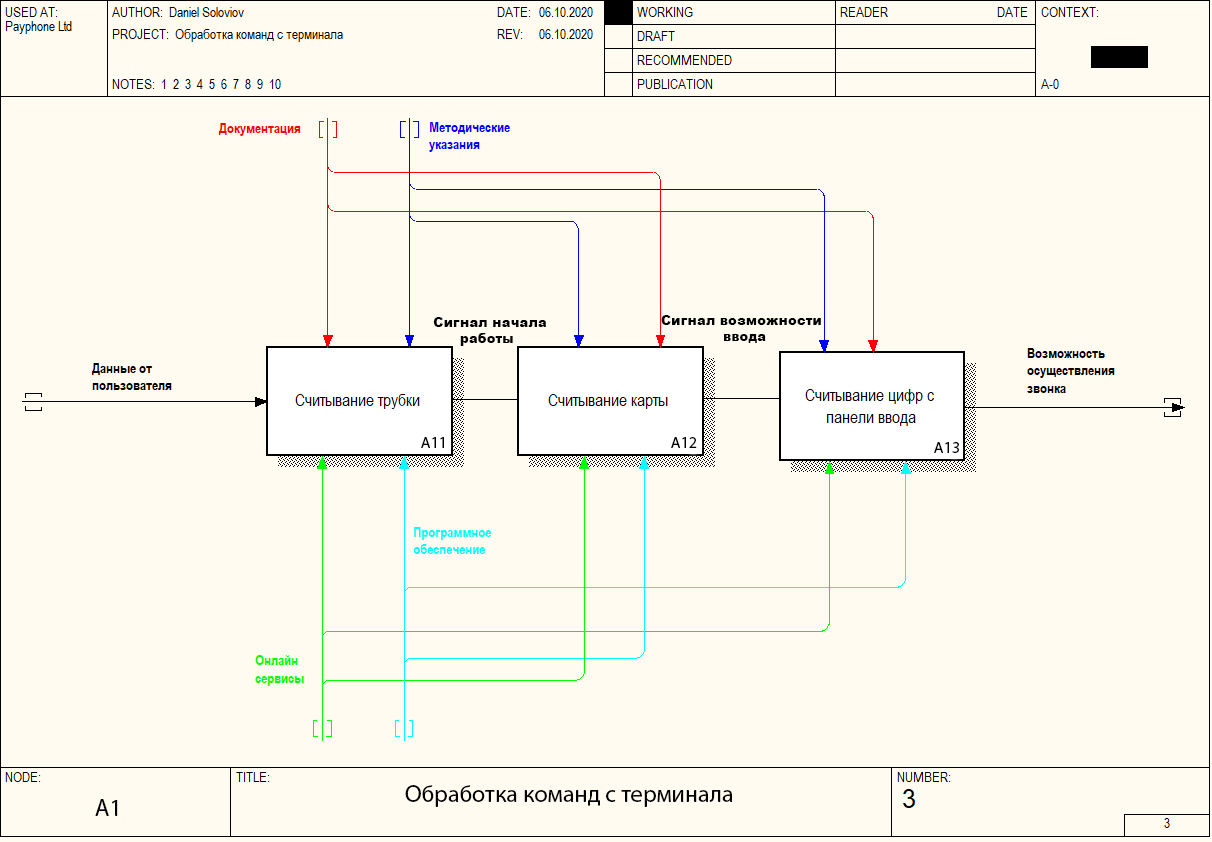 USED AT:
Payphone Ltd
AUTHOR: Daniel Soloviov
DATE: 06.10.2020
PROJECT: Обработка команд с терминала
REV: 06.10.2020
NOTES: 1 2 3 4 5 6 7 8 9 10
WORKING
DRAFT
RECOMMENDED
PUBLICATION
READER DATE
CONTEXT:
A-0
Документация
Методические
указания
Сигнал начала
работы
Сигнал возможности
ввода
Данные от
пользователя
Возможность
осуществления
звонка
Считывание трубки
A11
Считывание карты
A12
Считывание цифр с
панели ввода
A13
Программное
обеспечение
Онлайн
сервисы
NODE:
A1
TITLE:
Обработка команд с терминала
NUMBER:
3
3